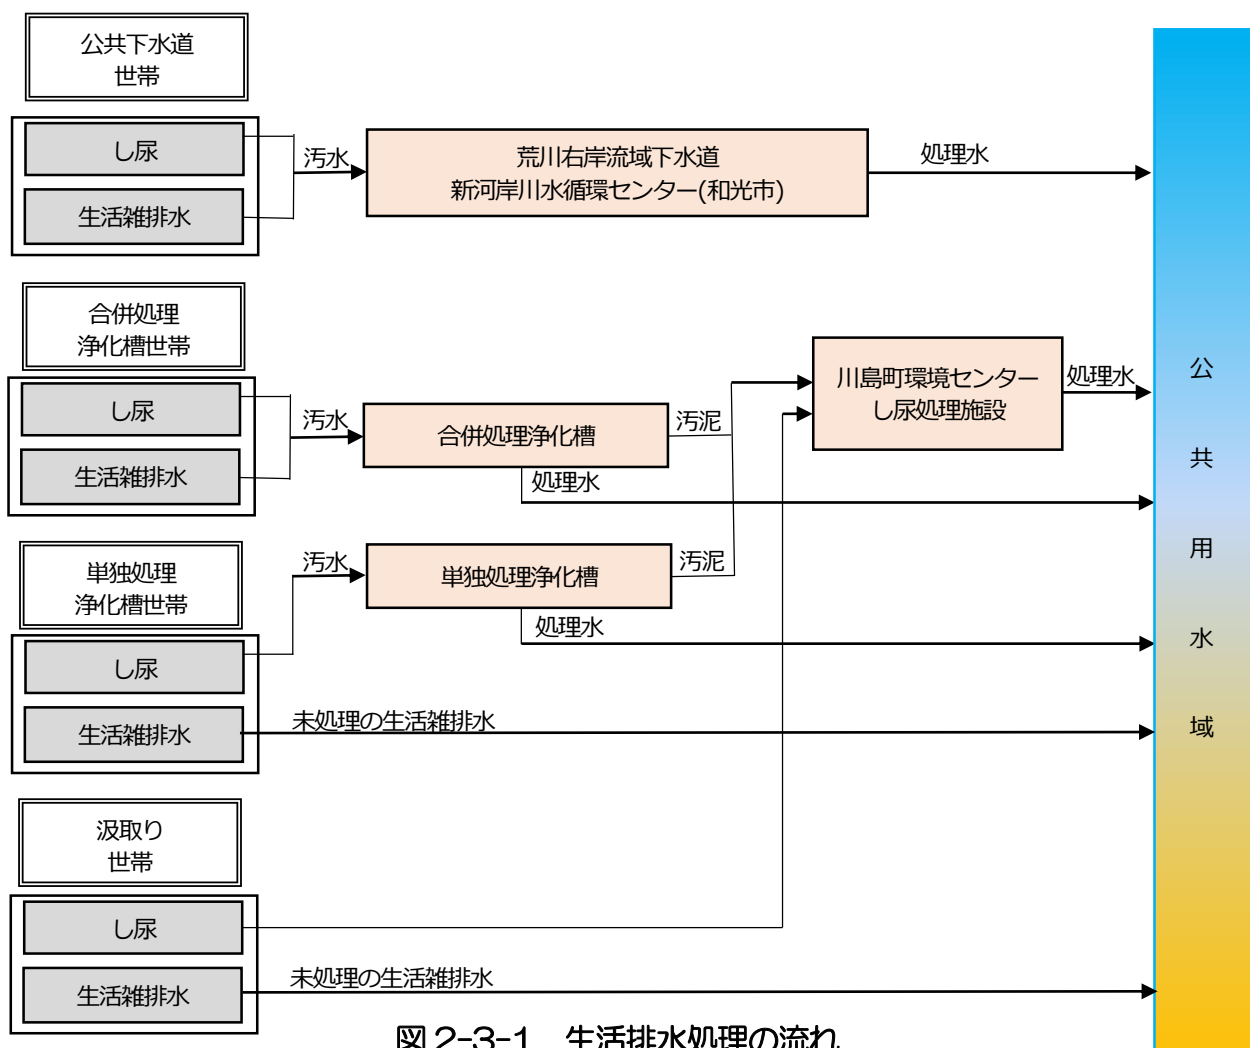 公共下水道
世帯
し尿
生活雑排水
汚水
荒川右岸流域下水道
新河岸川水循環センター(和光市)
処理水
合併処理
浄化槽世帯
し尿
生活雑排水
汚水
合併処理浄化槽
汚泥
処理水
川島町環境センター
し尿処理施設
処理水
単独処理
浄化槽世帯
し尿
生活雑排水
汚水
単独処理浄化槽
汚泥
処理水
未処理の生活雑排水
汲取り
世帯
し尿
生活雑排水
未処理の生活雑排水
公
共
用
水
域
図 2-3-1 生活排水処理の流れ